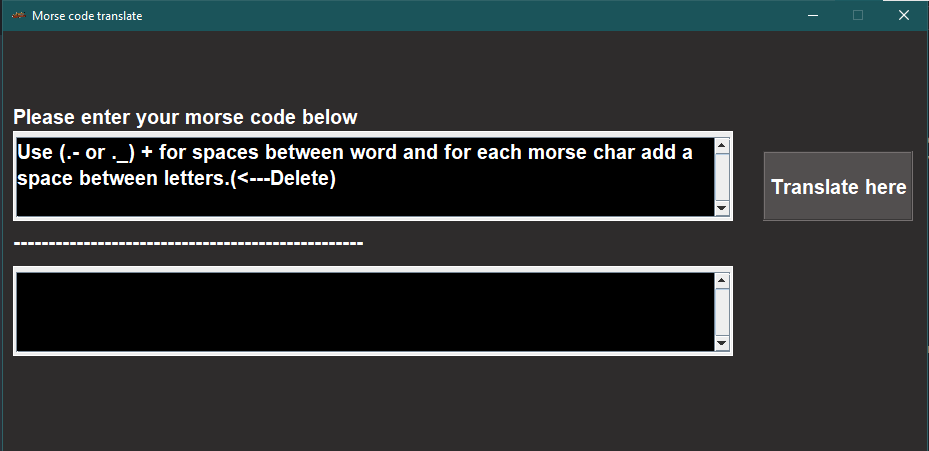 Morse code translate
Please enter your morse code below
Use (.- or ._) + for spaces between word and for each morse char add a
space between letters.(<---Delete)
Translate here
--------------------------------------------------